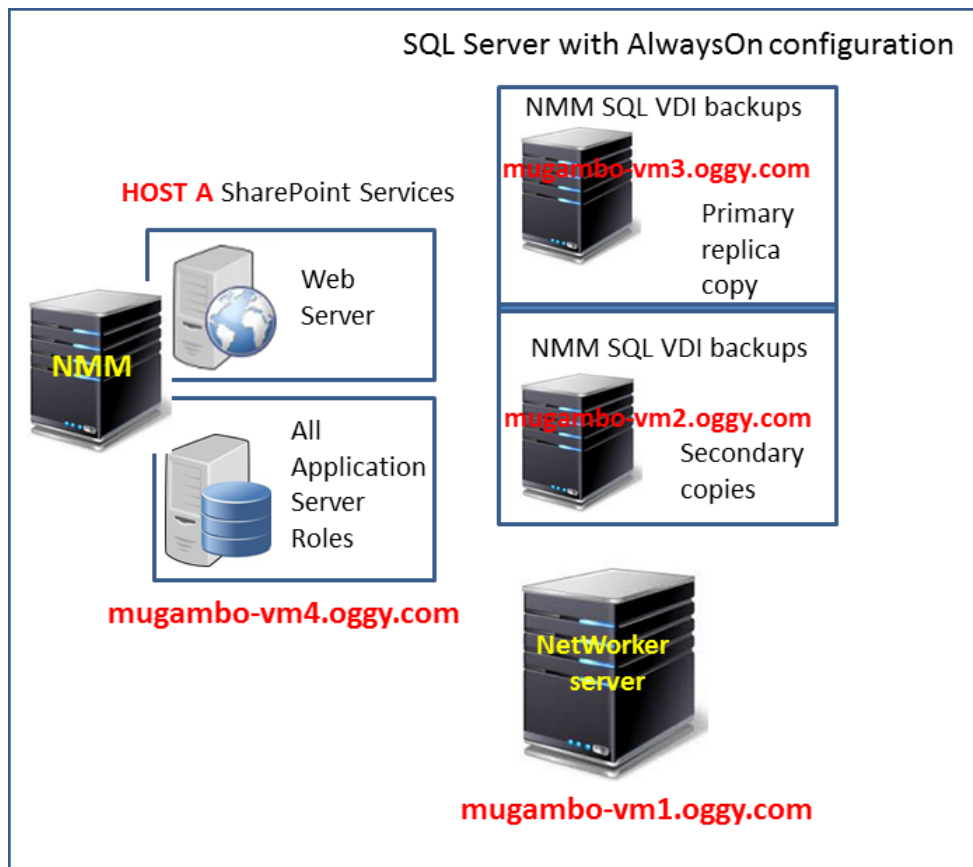 SQL Server with AlwaysOn configuration
NMM SQL VDI backups
mugambo-vm3.oggy.com
Primary
replica
copy
HOST A SharePoint Services
Web
Server
NMM
NMM SQL VDI backups
mugambo-vm2.oggy.com
Secondary
copies
All
Application
Server
Roles
mugambo-vm4.oggy.com
NetWorker
server
mugambo-vm1.oggy.com